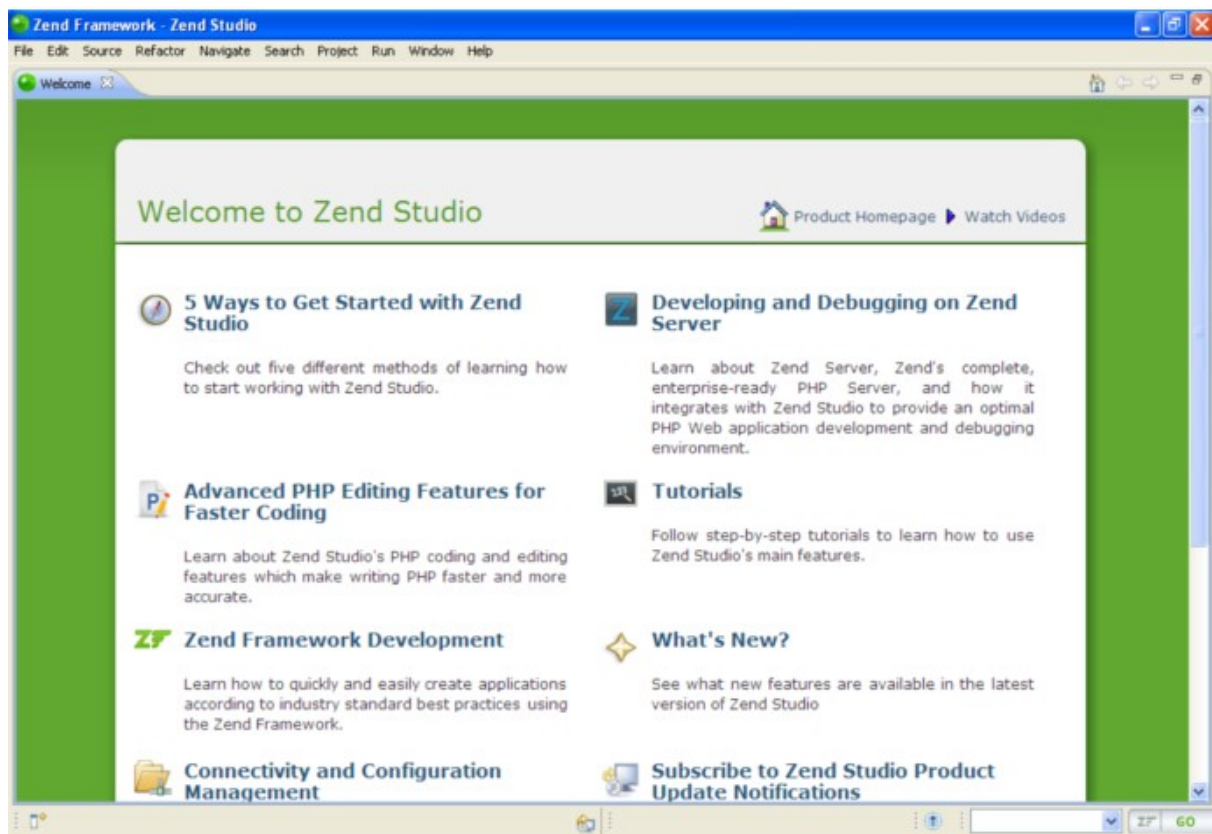 Zend Framework - Zend Studio
File Edit Source Refactor Navigate Search Project Run Window Help
Welcome
Welcome to Zend Studio
Product Homepage Watch Videos
5 Ways to Get Started with Zend
Studio
Check out five different methods of learning how
to start working with Zend Studio.
Developing and Debugging on Zend
Server
Learn about Zend Server, Zend's complete,
enterprise-ready PHP Server, and how it
integrates with Zend Studio to provide an optimal
PHP Web application development and debugging
environment.
Advanced PHP Editing Features for
Faster Coding
Learn about Zend Studio's PHP coding and editing
features which make writing PHP faster and more
accurate.
Tutorials
Follow step-by-step tutorials to learn how to use
Zend Studio's main features.
Zend Framework Development
Learn how to quickly and easily create applications
according to industry standard best practices using
the Zend Framework.
What's New?
See what new features are available in the latest
version of Zend Studio
Connectivity and Configuration
Management
Subscribe to Zend Studio Product
Update Notifications
ZF GO